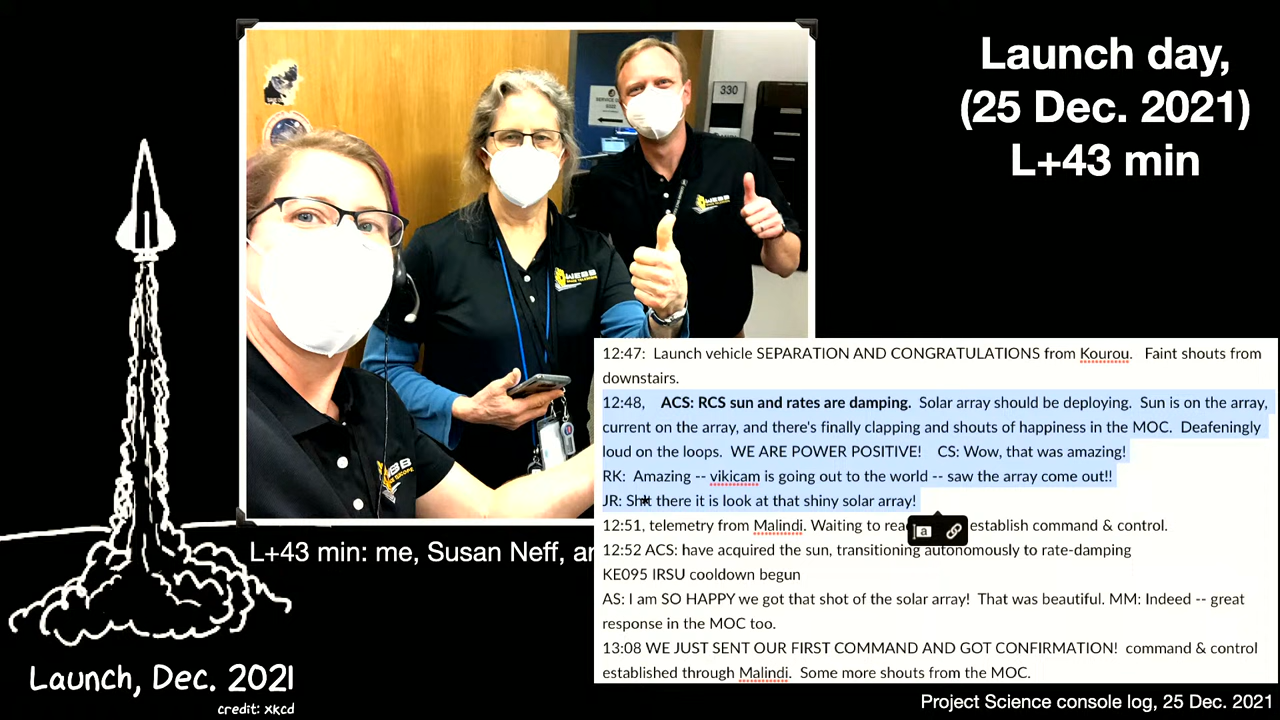 Launch day,
(25 Dec. 2021)
L+43 min
330
WEBB
WEBB
12:47: Launch vehicle SEPARATION AND CONGRATULATIONS from Kourou. Faint shouts from
downstairs.
12:48, ACS: RCS sun and rates are damping. Solar array should be deploying. Sun is on the array,
current on the array, and there's finally clapping and shouts of happiness in the MOC. Deafeningly
loud on the loops. WE ARE POWER POSITIVE! CS: Wow, that was amazing!
RK: Amazing -- vikicam is going out to the world -- saw the array come out!!
JR: Sh*t there it is look at that shiny solar array!
12:51, telemetry from Malindi. Waiting to establish command & control.
12:52 ACS: have acquired the sun, transitioning autonomously to rate-damping
KE095 IRSU cooldown begun
AS: I am SO HAPPY we got that shot of the solar array! That was beautiful. MM: Indeed -- great
response in the MOC too.
13:08 WE JUST SENT OUR FIRST COMMAND AND GOT CONFIRMATION! command & control
established through Malindi. Some more shouts from the MOC.
L+43 min: me, Susan Neff,
Launch, Dec. 2021
credit: xkcd
Project Science console log, 25 Dec. 2021